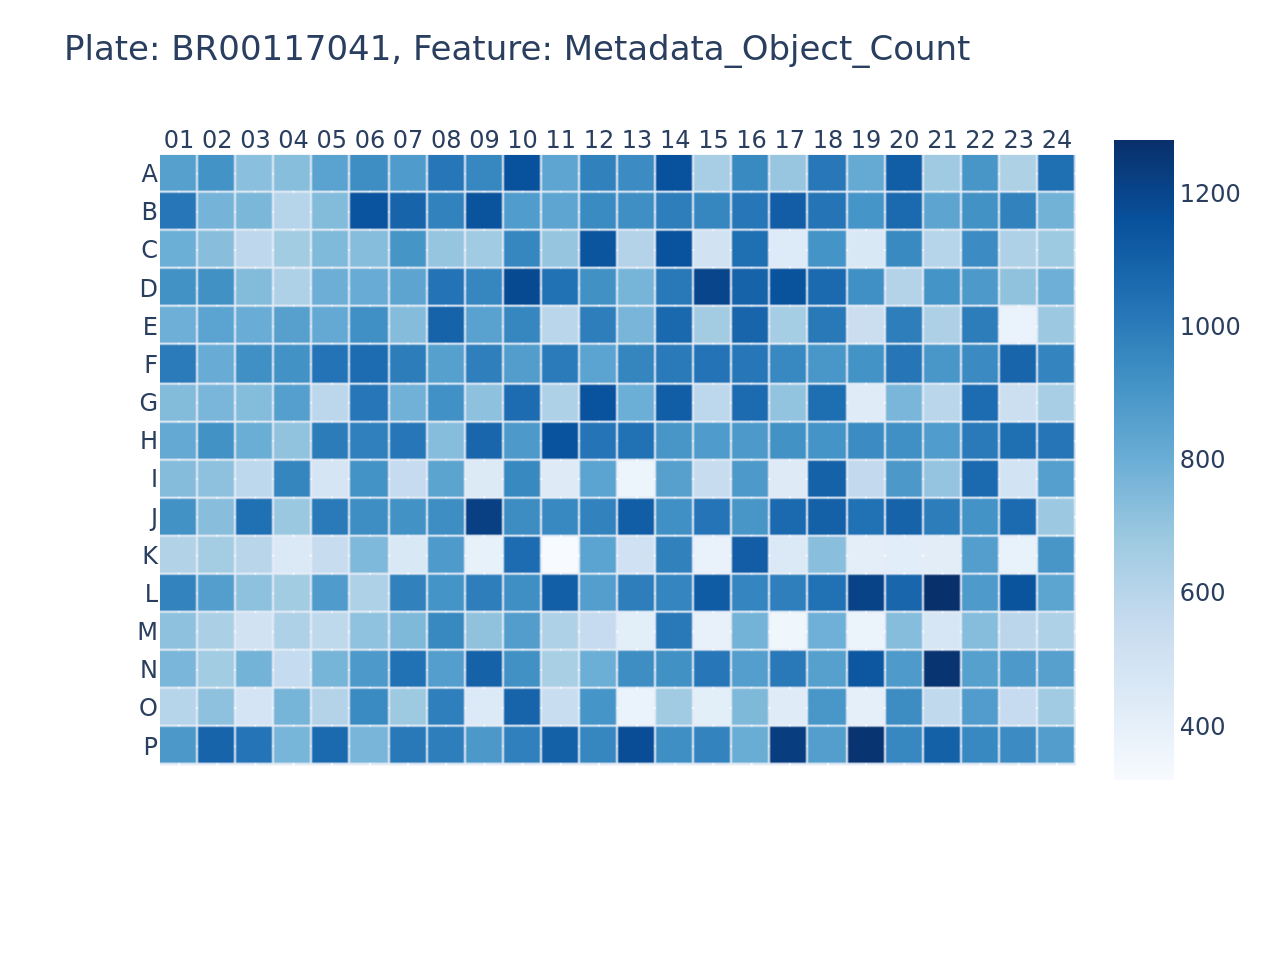 Plate: BR00117041, Feature: Metadata_Object_Count
01 02 03 04 05 06 07 08 09 10 11 12 13 14 15 16 17 18 19 20 21 22 23 24
A
B
C
D
E
F
G
H
I
J
K
L
M
N
O
P
1200
1000
800
600
400